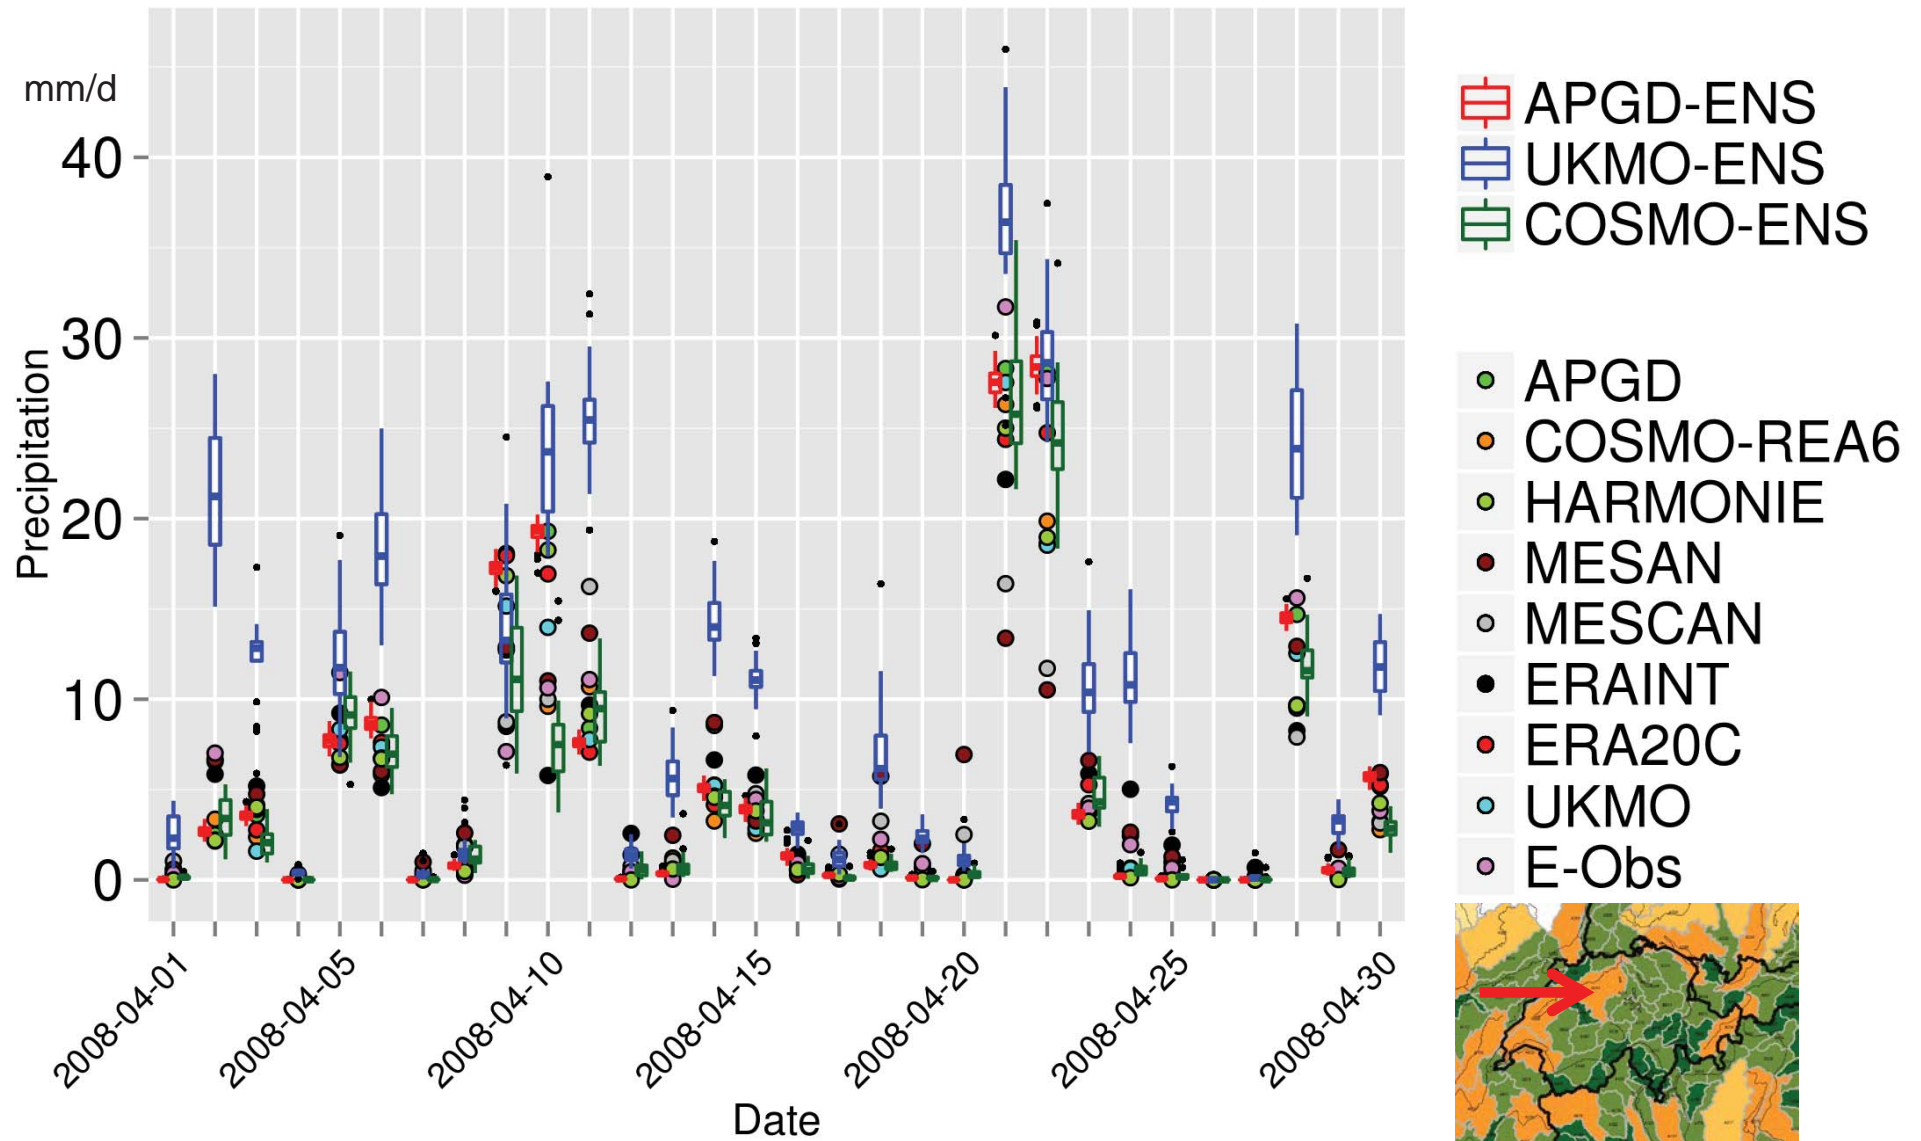 mm/d
40
30
20
10
0
Precipitation
2008-04-01
2008-04-05
2008-04-10
2008-04-15
2008-04-20
2008-04-25
2008-04-30
Date
APGD-ENS
UKMO-ENS
COSMO-ENS
APGD
COSMO-REA6
HARMONIE
MESAN
MESCAN
ERAINT
ERA20C
UKMO
E-Obs